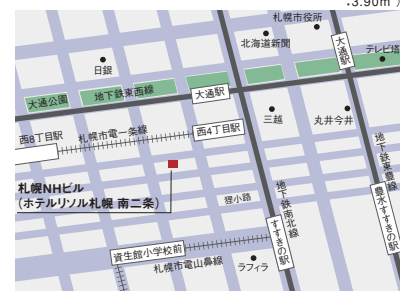 :3.90m
札幌市役所
北海道新聞
大通駅
テレビ塔
日銀
大通公園
地下鉄東西線
大通駅
三越
丸井今井
西8丁目駅
札幌市電一条線
西4丁目駅
地下鉄東豊線
札幌NHビル
(ホテルリソル札幌 南二条)
狸小路
地下鉄南北線
豊水すすきの駅
すすきの駅
資生館小学校前
札幌市電山鼻線
ラフィラ